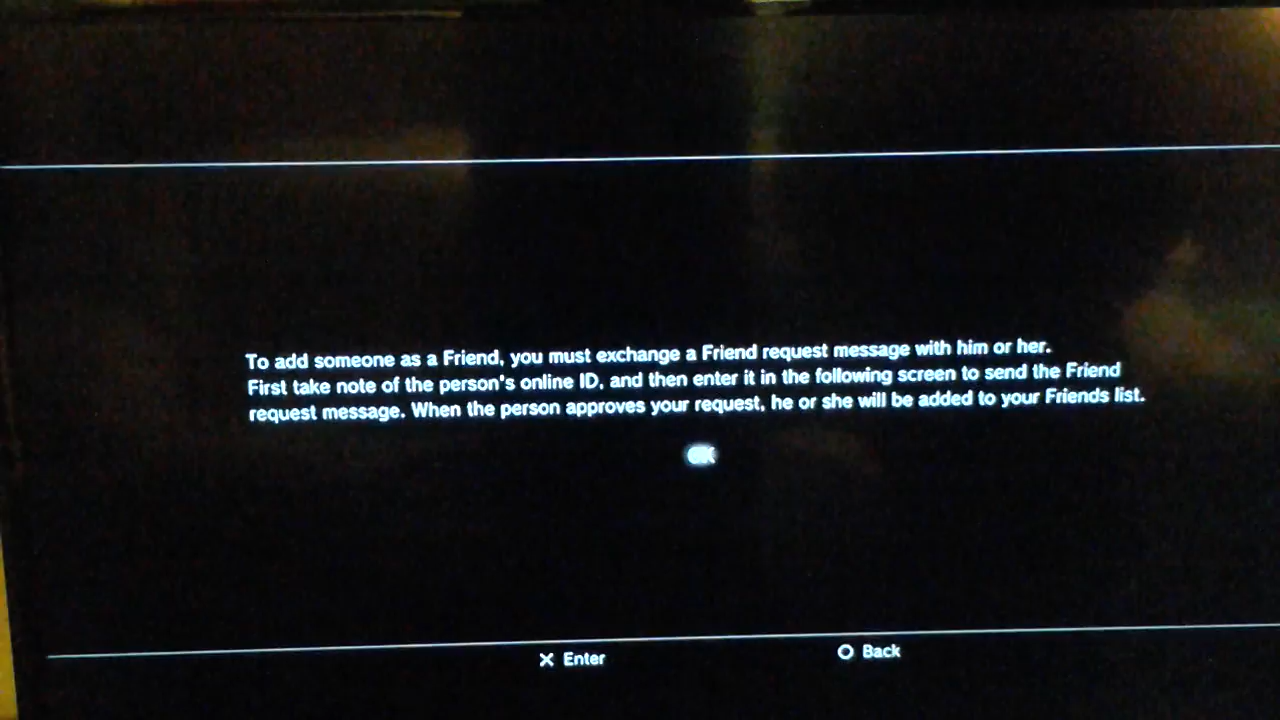 To add someone as a Friend, you must exchange a Friend request message with him or her.
First take note of the person's online ID, and then enter it in the following screen to send the Friend
request message. When the person approves your request, he or she will be added to your Friends list.
OK
X Enter
O Back